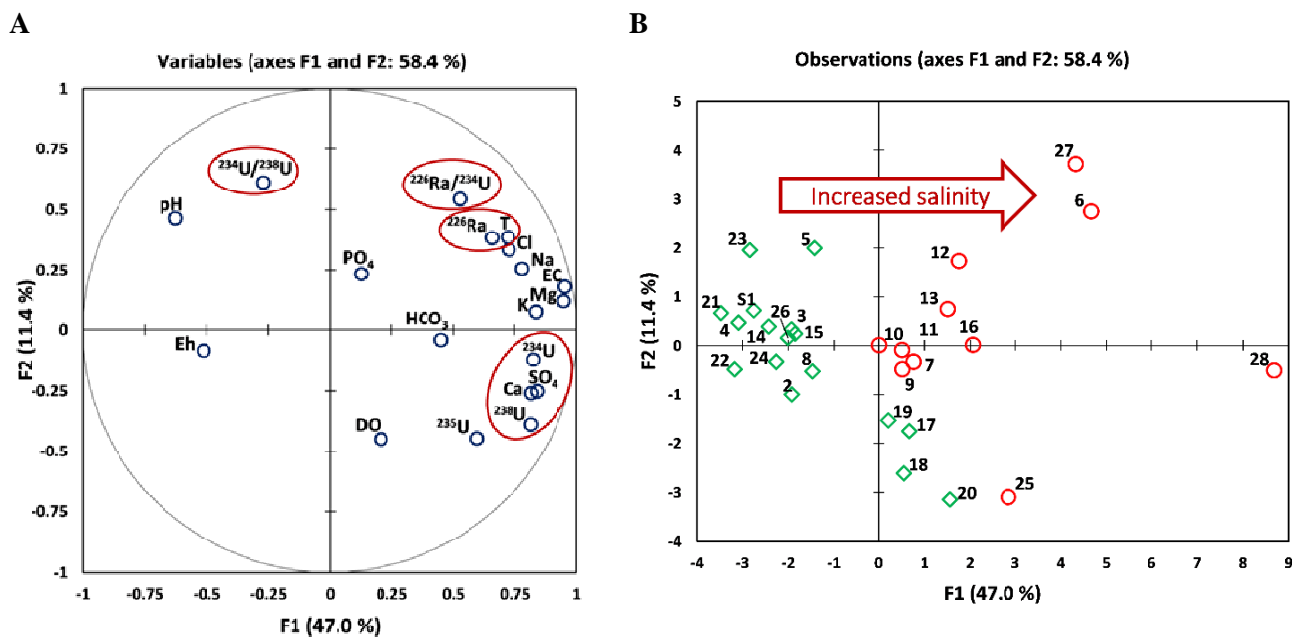 A
B
Variables (axes F1 and F2: 58.4 %)
1
0.75
0.5
0.25
0
-0.25
-0.5
-0.75
-1
-1
-0.75
-0.5
-0.25
0
0.25
0.5
0.75
1
F2 (11.4 %)
F1 (47.0 %)
²³⁴U/²³⁸U
²²⁶Ra/²³⁴U
pH
²²⁶Ra
T
Cl
PO₄
Na
EC
Mg
K
HCO₃
Eh
²³⁴U
SO₄
Ca
²³⁸U
DO
²³⁵U
Observations (axes F1 and F2: 58.4 %)
5
4
3
2
1
0
-1
-2
-3
-4
-4
-3
-2
-1
0
1
2
3
4
5
6
7
8
9
F2 (11.4 %)
F1 (47.0 %)
Increased salinity
27
6
23
5
12
21
S1
26
3
13
4
14
15
10
11
16
22
24
8
7
28
2
9
19
17
18
20
25